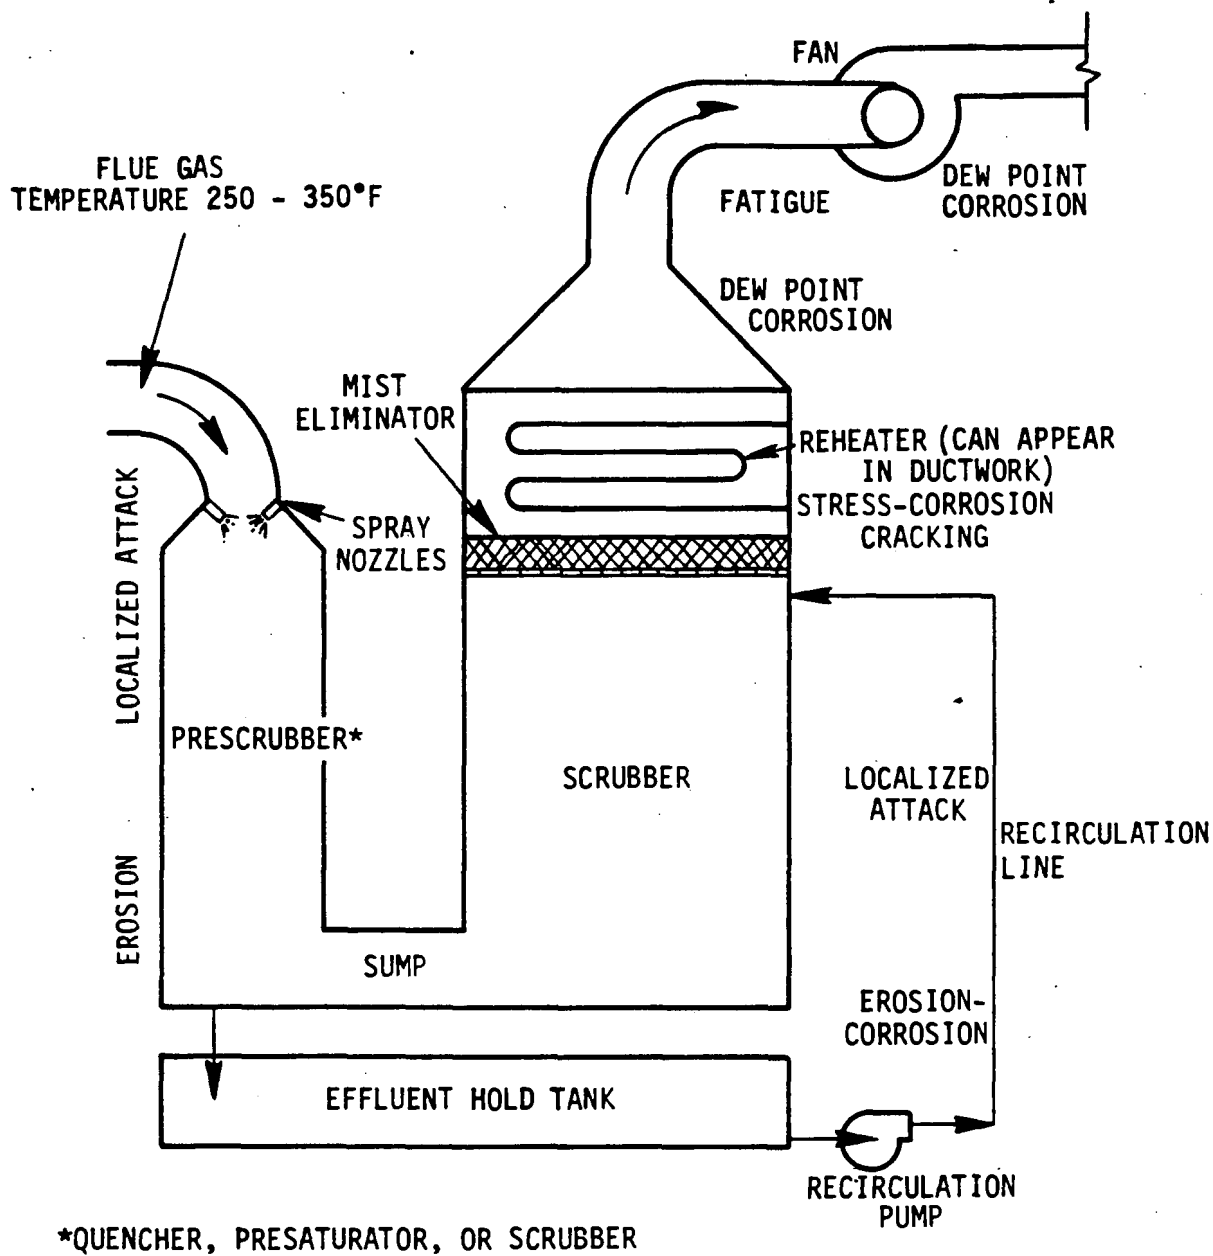 FAN
FLUE GAS
TEMPERATURE 250 - 350°F
DEW POINT
CORROSION
FATIGUE
DEW POINT
CORROSION
MIST
ELIMINATOR
REHEATER (CAN APPEAR
IN DUCTWORK)
STRESS-CORROSION
CRACKING
SPRAY
NOZZLES
LOCALIZED ATTACK
PRESCRUBBER*
SCRUBBER
LOCALIZED
ATTACK
RECIRCULATION
LINE
EROSION
SUMP
EROSION-
CORROSION
EFFLUENT HOLD TANK
RECIRCULATION
PUMP
*QUENCHER, PRESATURATOR, OR SCRUBBER